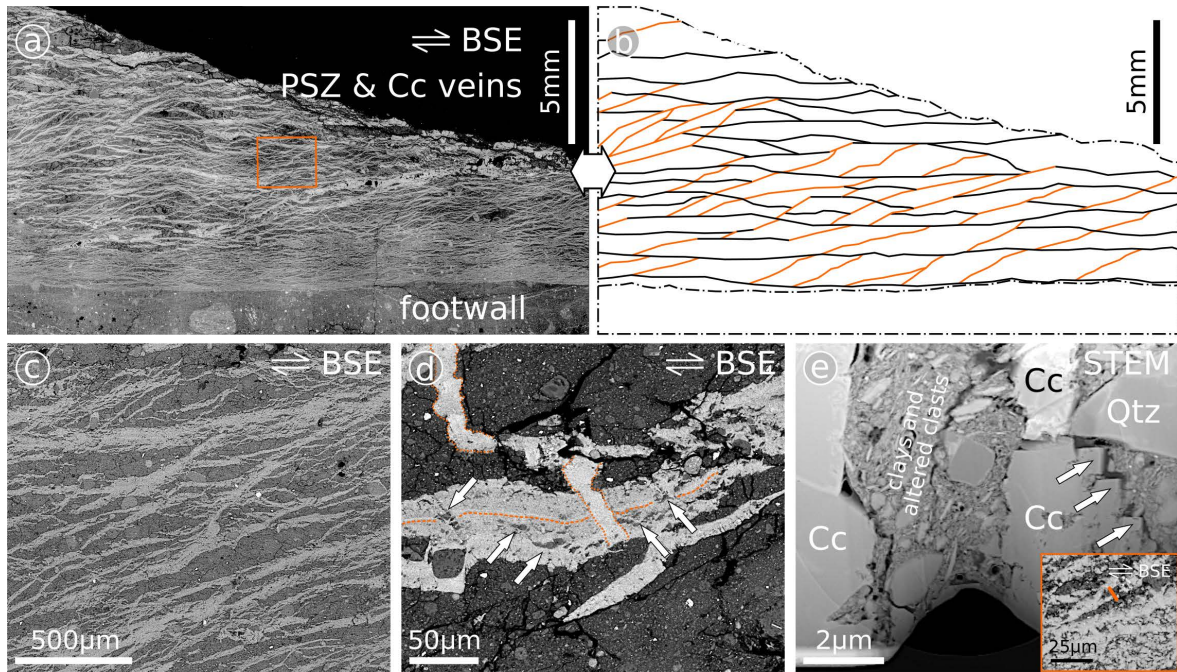 a
⇌ BSE
PSZ & Cc veins
5mm
footwall
b
5mm
c
⇌ BSE
500µm
d
⇌ BSE
50µm
e
STEM
Cc
Qtz
clays and
altered clasts
Cc
Cc
2µm
⇌ BSE
25µm